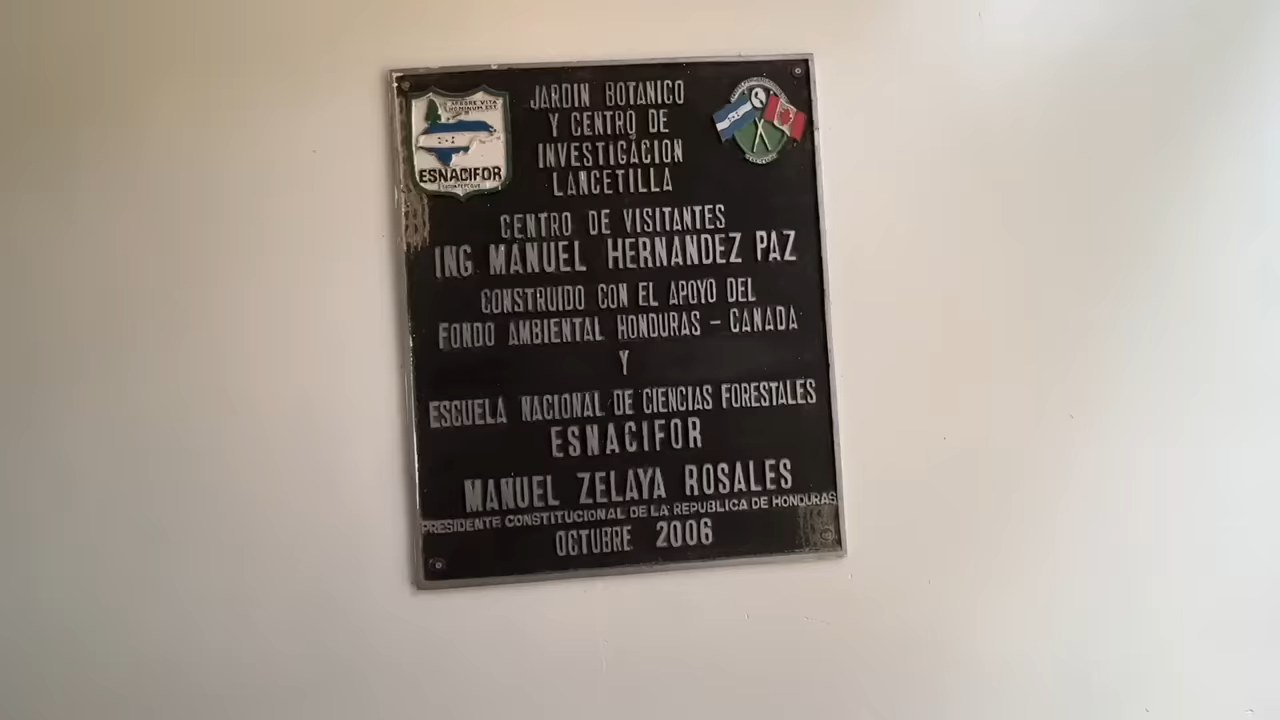 JARDIN BOTANICO
Y CENTRO DE
INVESTIGACION
LANCETILLA
ESNACIFOR
CENTRO DE VISITANTES
ING MANUEL HERNANDEZ PAZ
CONSTRUIDO CON EL APOYO DEL
FONDO AMBIENTAL HONDURAS - CANADA
Y
ESCUELA NACIONAL DE CIENCIAS FORESTALES
ESNACIFOR
MANUEL ZELAYA ROSALES
PRESIDENTE CONSTITUCIONAL DE LA REPUBLICA DE HONDURAS
OCTUBRE 2006